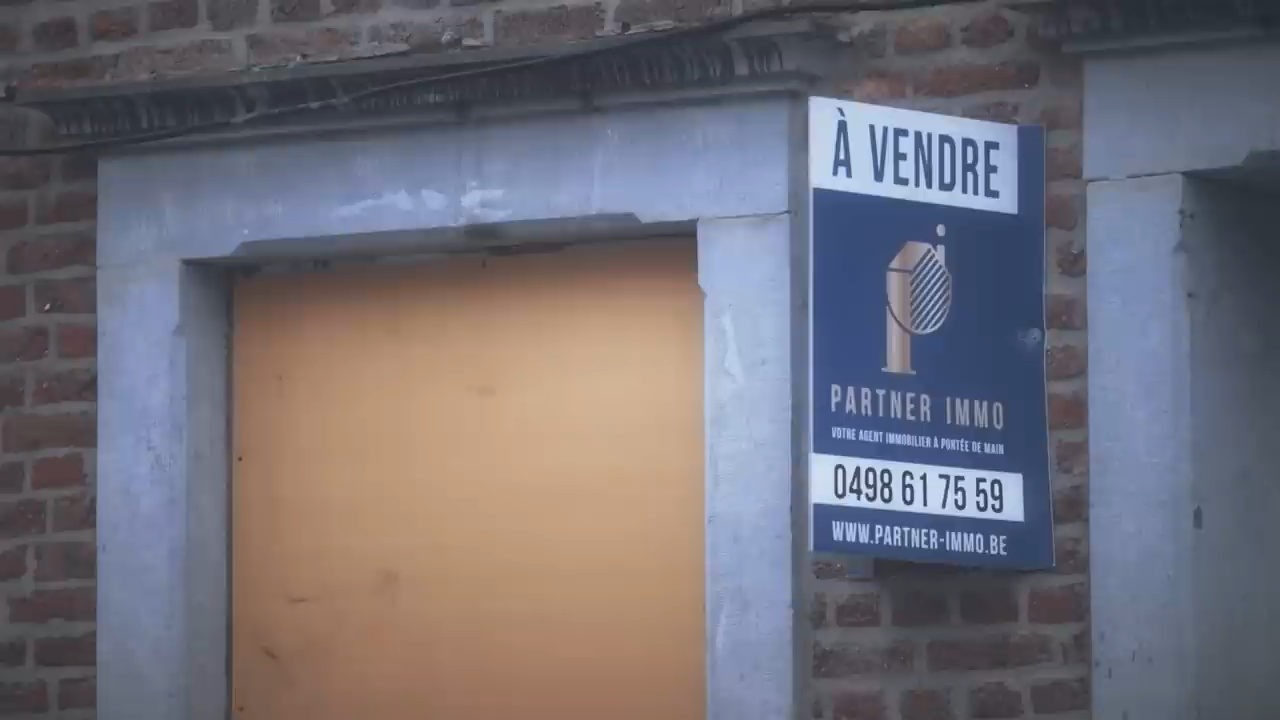 À VENDRE
PARTNER IMMO
VOTRE AGENT IMMOBILIER À PORTÉE DE MAIN
0498 61 75 59
WWW.PARTNER-IMMO.BE